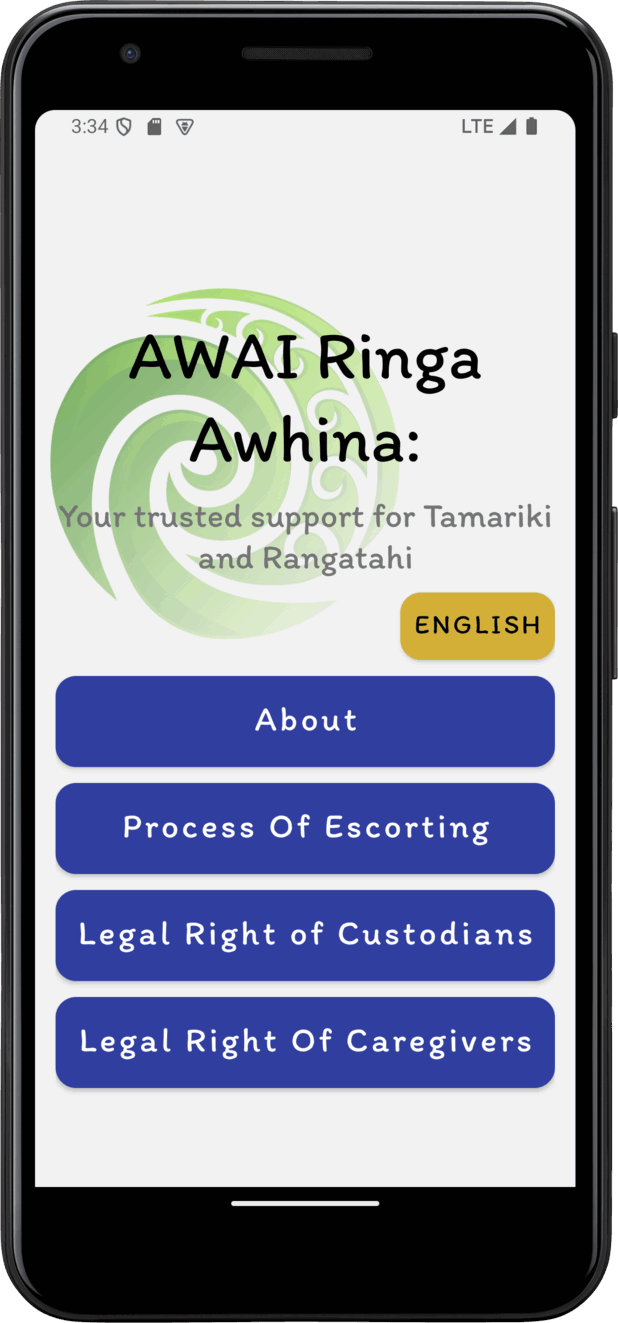 3:34
LTE
AWAI Ringa
Awhina:
Your trusted support for Tamariki
and Rangatahi
ENGLISH
About
Process Of Escorting
Legal Right of Custodians
Legal Right Of Caregivers